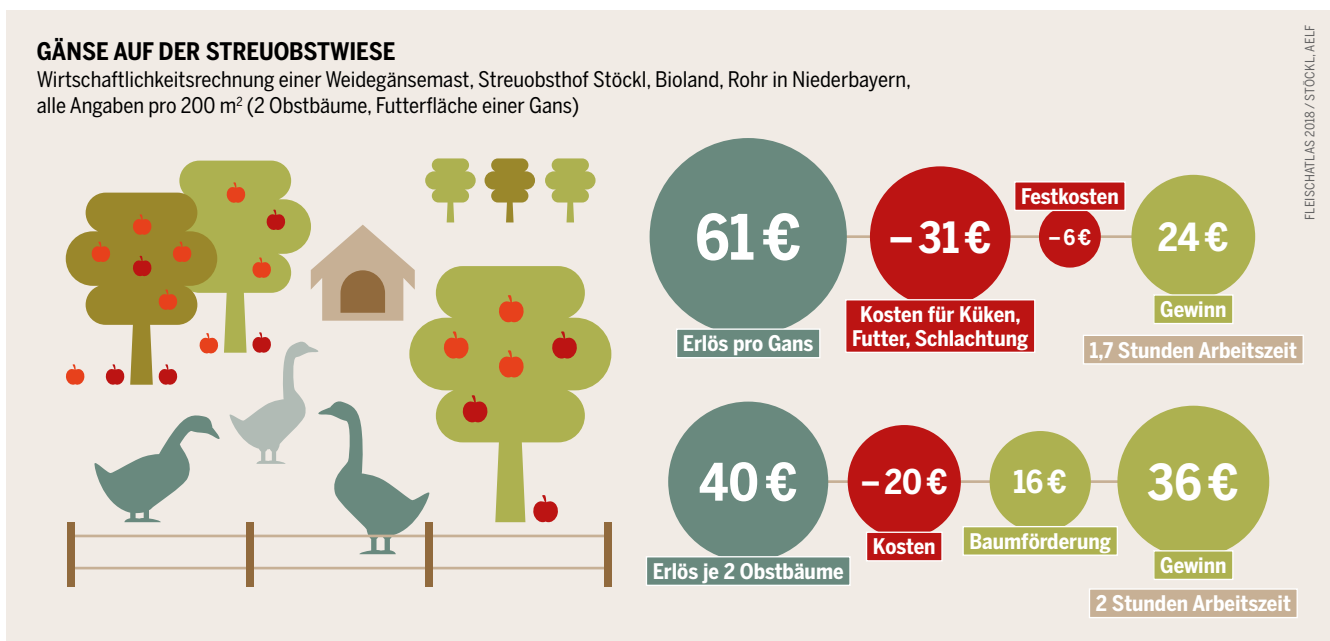 GÄNSE AUF DER STREUOBSTWIESE
Wirtschaftlichkeitsrechnung einer Weidegänsemast, Streuobsthof Stöckl, Bioland, Rohr in Niederbayern,
alle Angaben pro 200 m² (2 Obstbäume, Futterfläche einer Gans)
FLEISCHATLAS 2018 / STÖCKL, AELF
61 €
Erlös pro Gans
– 31 €
Kosten für Küken,
Futter, Schlachtung
Festkosten
– 6 €
24 €
Gewinn
1,7 Stunden Arbeitszeit
40 €
Erlös je 2 Obstbäume
– 20 €
Kosten
16 €
Baumförderung
36 €
Gewinn
2 Stunden Arbeitszeit